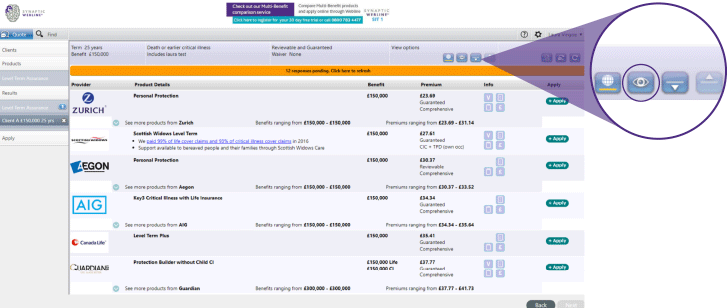 SYNAPTIC
WEBLINE
Check out our Multi-Benefit
comparison service
Compare Multi-Benefit products
and apply online through Webline
Click here to register for your 30 day free trial or call 0800 783 4477
SYNAPTIC
WEBLINE
SIT 1
Quote
Find
Laura Simpson
Clients
Products
Level Term Insurance
Results
Level Term Insurance
Client A £150,000 25 yrs X
Apply
Term 25 years
Benefit £150,000
Death or earlier critical illness
Includes laura test
Reviewable and Guaranteed
Waiver None
View options
12 responses pending. Click here to refresh
Provider Product Details Benefit Premium Info Apply
ZURICH
Personal Protection £150,000 £23.69
Guaranteed
Comprehensive
+ Apply
See more products from Zurich Benefits ranging from £150,000 - £150,000 Premiums ranging from £23.69 - £31.14
SCOTTISH WIDOWS
Scottish Widows Level Term £150,000 £27.61
• We paid 99% of life cover claims and 93% of critical illness cover claims in 2016
Guaranteed
• Support available to bereaved people and their families through Scottish Widows Care
CIC + TPD (own occ)
+ Apply
AEGON
Personal Protection £150,000 £30.37
Reviewable
Comprehensive
+ Apply
See more products from Aegon Benefits ranging from £150,000 - £150,000 Premiums ranging from £30.37 - £33.52
AIG
Key3 Critical Illness with Life Insurance £150,000 £34.34
Guaranteed
Comprehensive
+ Apply
See more products from AIG Benefits ranging from £150,000 - £150,000 Premiums ranging from £34.34 - £35.64
Canada Life
Level Term Plus £150,000 £36.41
Guaranteed
Comprehensive
+ Apply
GUARDIAN
Protection Builder without Child CI £150,000 Life £37.77
£150,000 CI Guaranteed
Comprehensive
+ Apply
See more products from Guardian Benefits ranging from £300,000 - £300,000 Premiums ranging from £37.77 - £41.73
Back Next